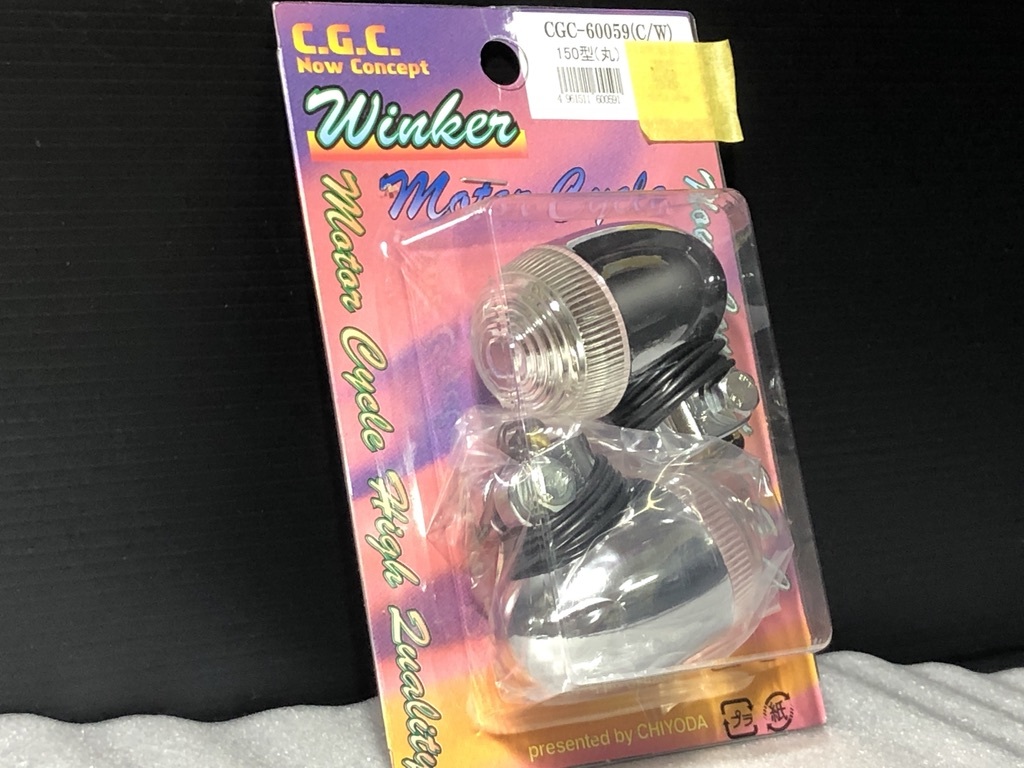 C.G.C.
Now Concept
CGC-60059(C/W)
150型(丸)
Winker
Motor Cycle
Motor Cycle High Quality
presented by CHIYODA
プラ
紙